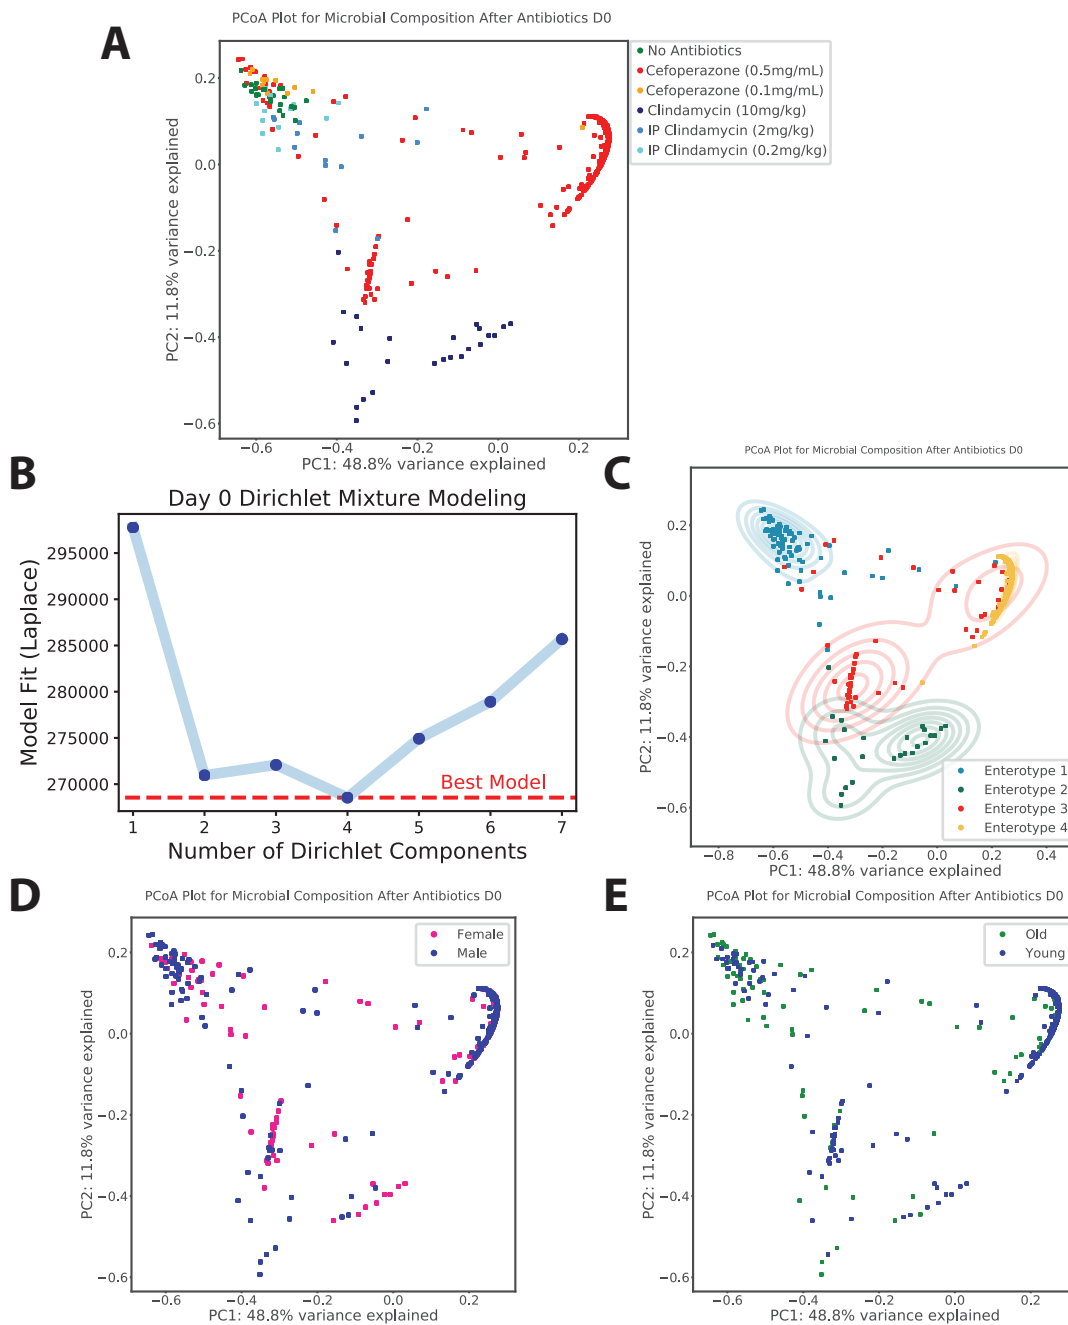 A
PCoA Plot for Microbial Composition After Antibiotics D0
No Antibiotics
Cefoperazone (0.5mg/mL)
Cefoperazone (0.1mg/mL)
Clindamycin (10mg/kg)
IP Clindamycin (2mg/kg)
IP Clindamycin (0.2mg/kg)
PC2: 11.8% variance explained
0.2
0.0
−0.2
−0.4
−0.6
−0.6
−0.4
−0.2
0.0
0.2
PC1: 48.8% variance explained
B
Day 0 Dirichlet Mixture Modeling
Model Fit (Laplace)
295000
290000
285000
280000
275000
270000
Best Model
1
2
3
4
5
6
7
Number of Dirichlet Components
C
PCoA Plot for Microbial Composition After Antibiotics D0
PC2: 11.8% variance explained
0.2
0.0
−0.2
−0.4
−0.6
Enterotype 1
Enterotype 2
Enterotype 3
Enterotype 4
−0.8
−0.6
−0.4
−0.2
0.0
0.2
0.4
PC1: 48.8% variance explained
D
PCoA Plot for Microbial Composition After Antibiotics D0
Female
Male
PC2: 11.8% variance explained
0.2
0.0
−0.2
−0.4
−0.6
−0.6
−0.4
−0.2
0.0
0.2
PC1: 48.8% variance explained
E
PCoA Plot for Microbial Composition After Antibiotics D0
Old
Young
PC2: 11.8% variance explained
0.2
0.0
−0.2
−0.4
−0.6
−0.6
−0.4
−0.2
0.0
0.2
PC1: 48.8% variance explained